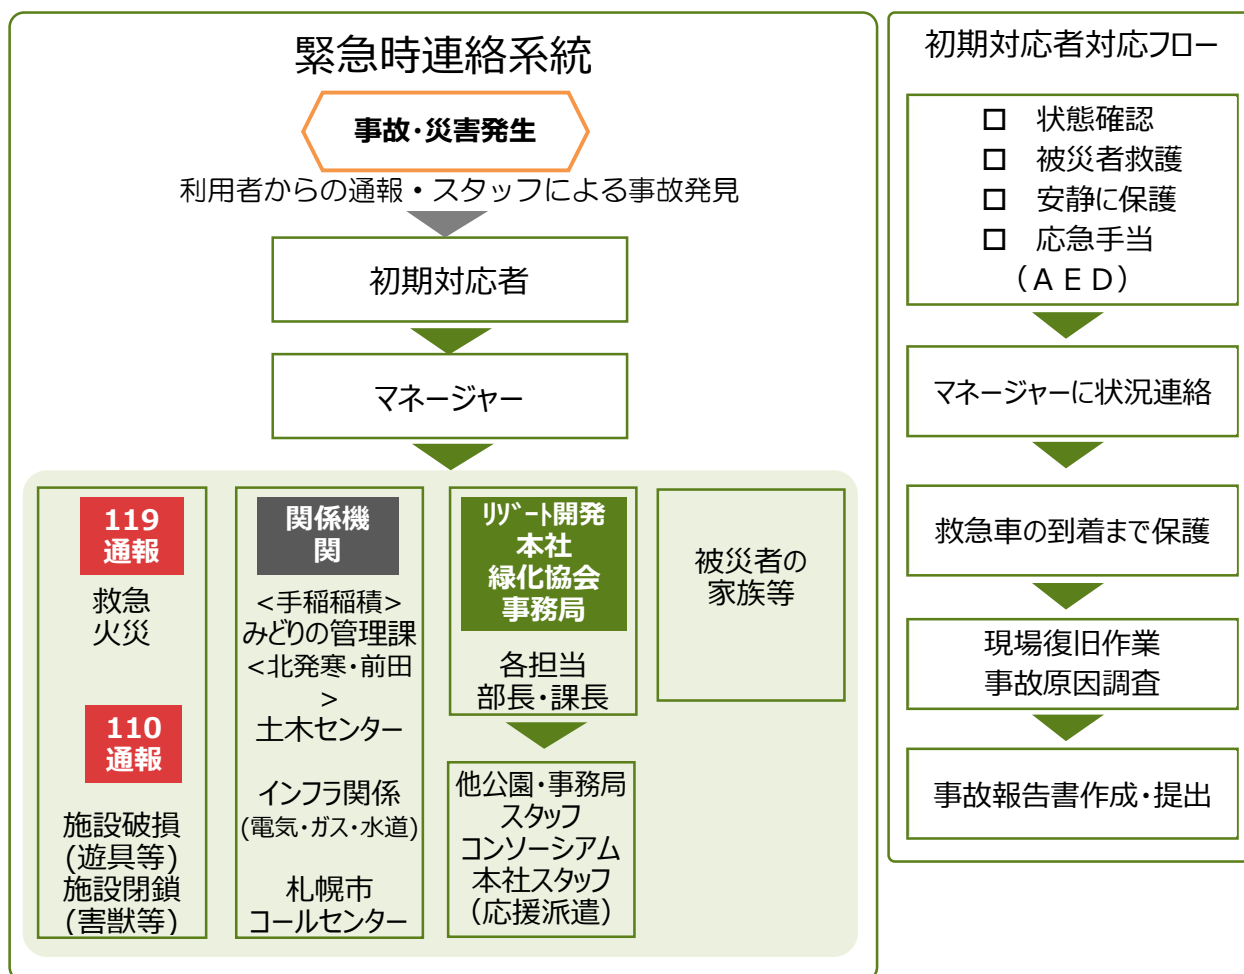 緊急時連絡系統
事故・災害発生
利用者からの通報・スタッフによる事故発見
初期対応者
マネージャー
119
通報
救急
火災
110
通報
施設破損
(遊具等)
施設閉鎖
(害獣等)
関係機
関
<手稲稲積>
みどりの管理課
<北発寒・前田
>
土木センター
インフラ関係
(電気・ガス・水道)
札幌市
コールセンター
リゾート開発
本社
緑化協会
事務局
各担当
部長・課長
他公園・事務局
スタッフ
コンソーシアム
本社スタッフ
（応援派遣）
被災者の
家族等
初期対応者対応フロー
□ 状態確認
□ 被災者救護
□ 安静に保護
□ 応急手当
（ＡＥＤ）
マネージャーに状況連絡
救急車の到着まで保護
現場復旧作業
事故原因調査
事故報告書作成・提出